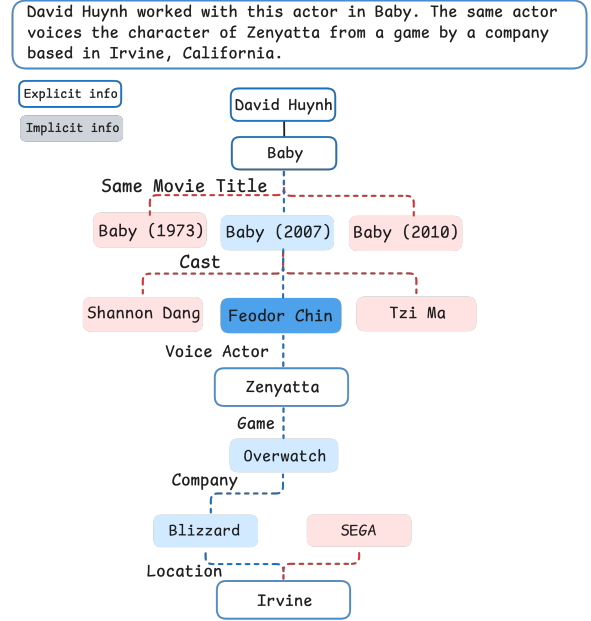 David Huynh worked with this actor in Baby. The same actor
voices the character of Zenyatta from a game by a company
based in Irvine, California.
Explicit info
Implicit info
David Huynh
Baby
Same Movie Title
Baby (1973)
Baby (2007)
Baby (2010)
Cast
Shannon Dang
Feodor Chin
Tzi Ma
Voice Actor
Zenyatta
Game
Overwatch
Company
Blizzard
SEGA
Location
Irvine